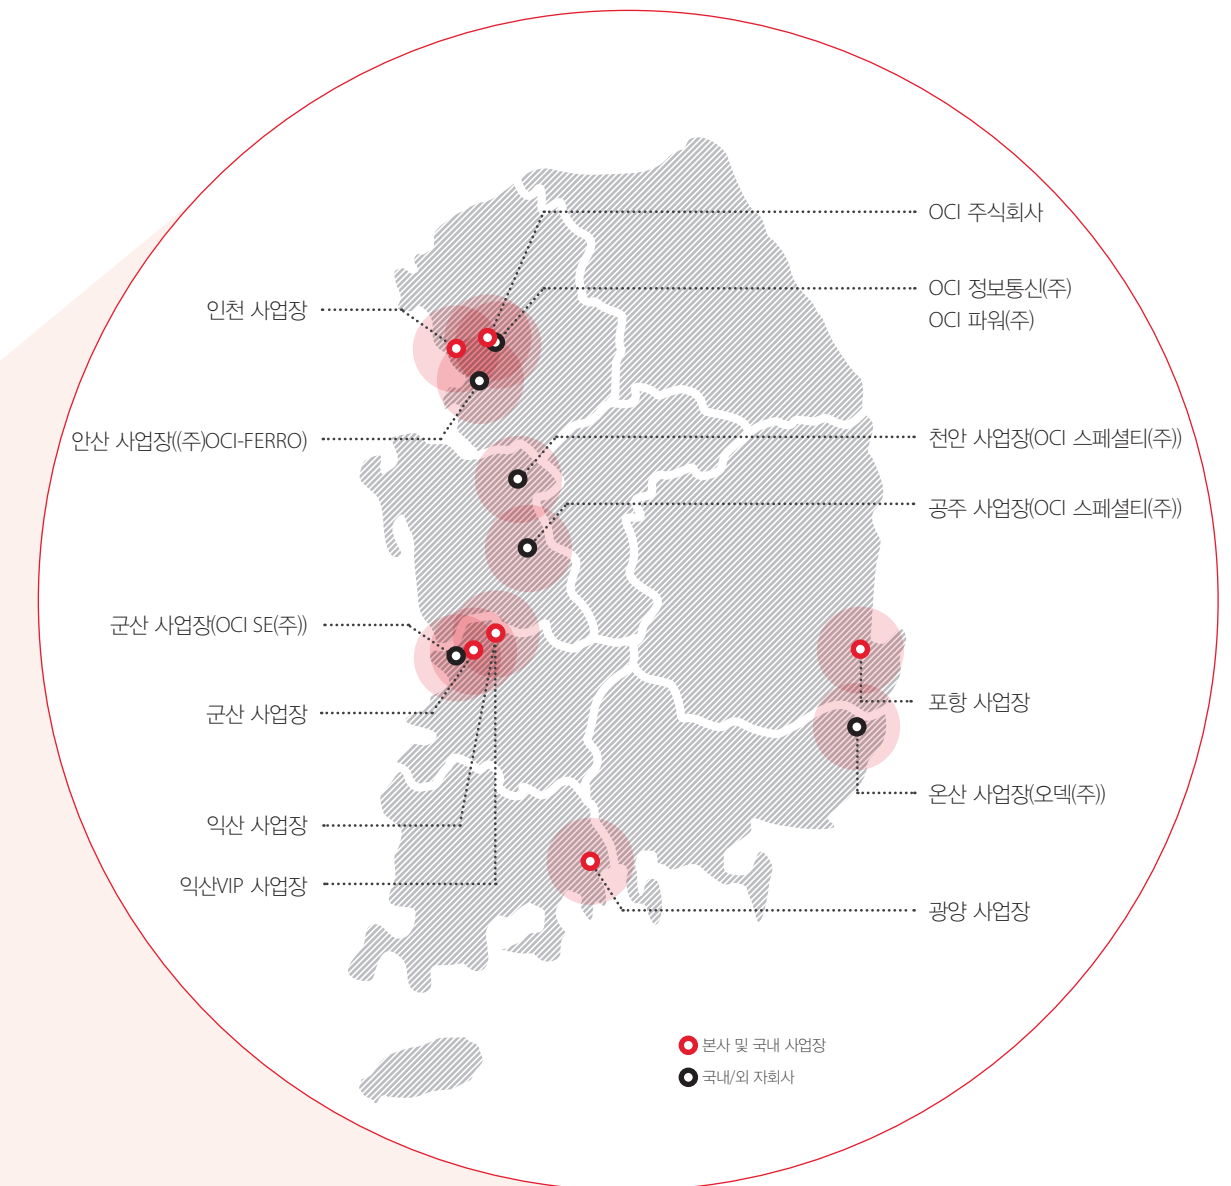 OCI 주식회사
OCI 정보통신(주)
OCI 파워(주)
인천 사업장
안산 사업장((주)OCI-FERRO)
천안 사업장(OCI 스페셜티(주))
공주 사업장(OCI 스페셜티(주))
군산 사업장(OCI SE(주))
군산 사업장
포항 사업장
온산 사업장(오덱(주))
익산 사업장
익산VIP 사업장
광양 사업장
본사 및 국내 사업장
국내/외 자회사